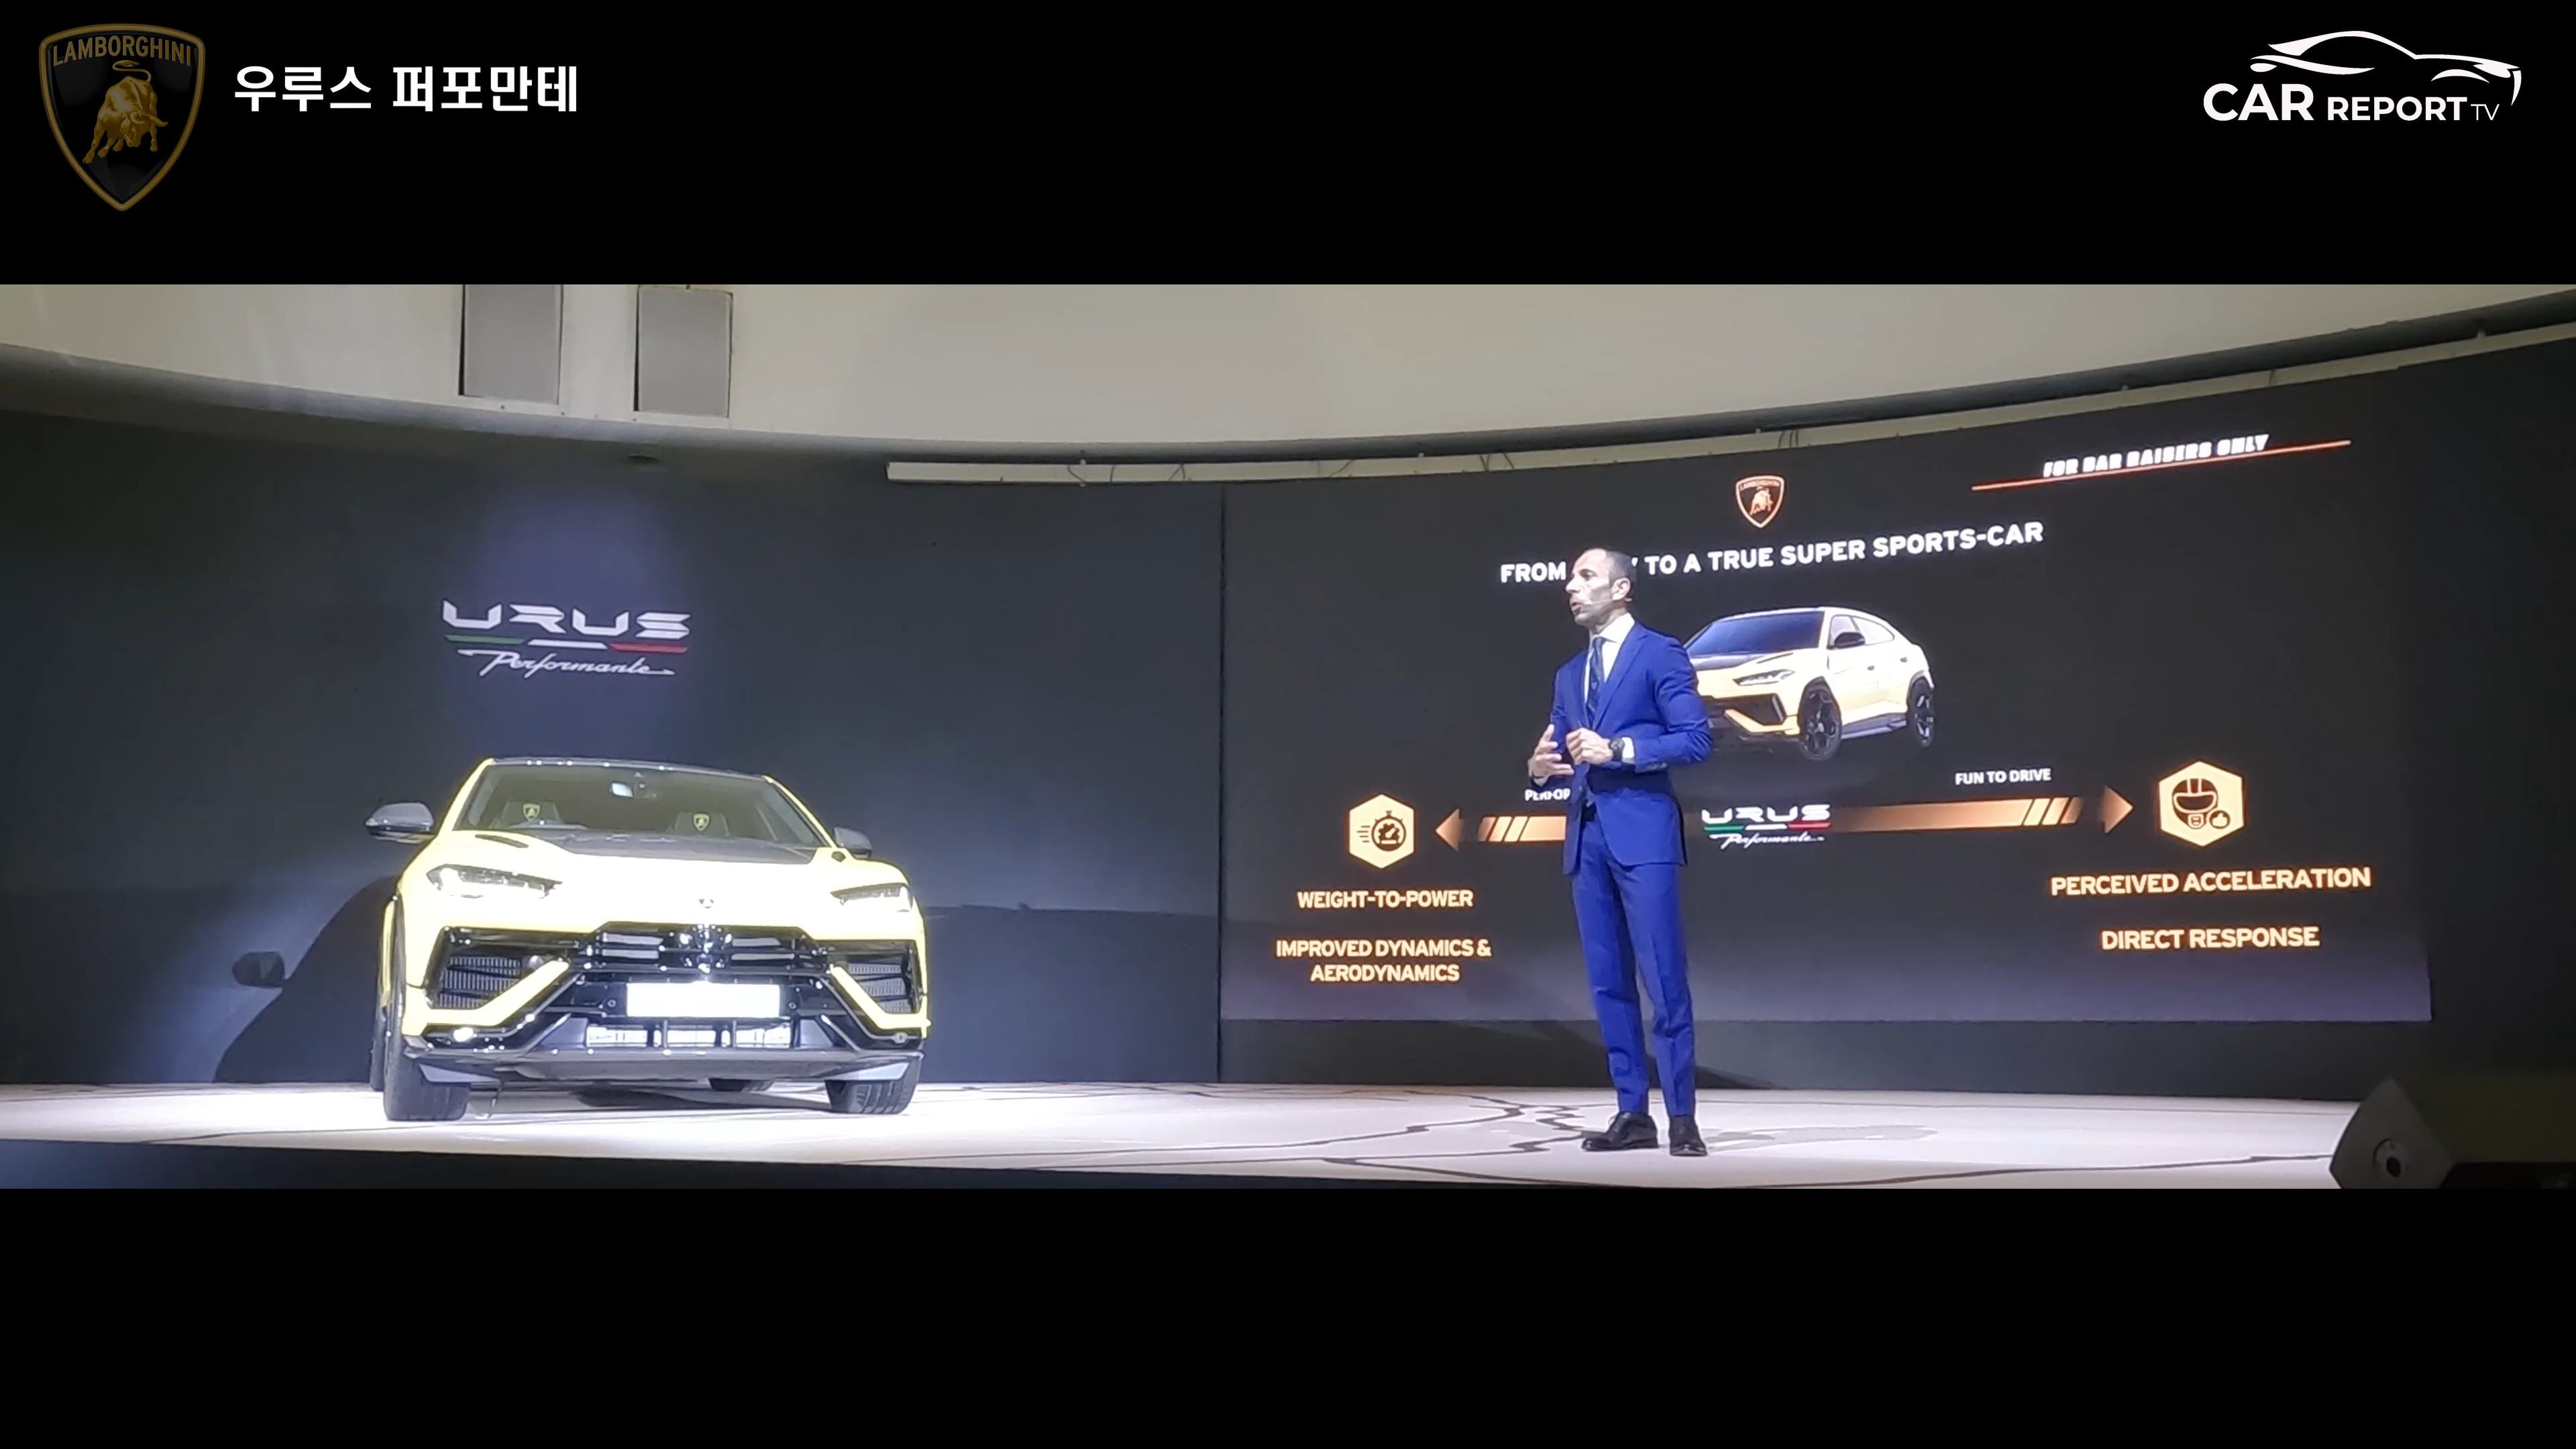 LAMBORGHINI
우루스 퍼포만테
CAR REPORT TV
FOR BAR RAISERS ONLY
LAMBORGHINI
FROM TO A TRUE SUPER SPORTS-CAR
URUS
Performante
FUN TO DRIVE
URUS
Performante
WEIGHT-TO-POWER
IMPROVED DYNAMICS &
AERODYNAMICS
PERCEIVED ACCELERATION
DIRECT RESPONSE